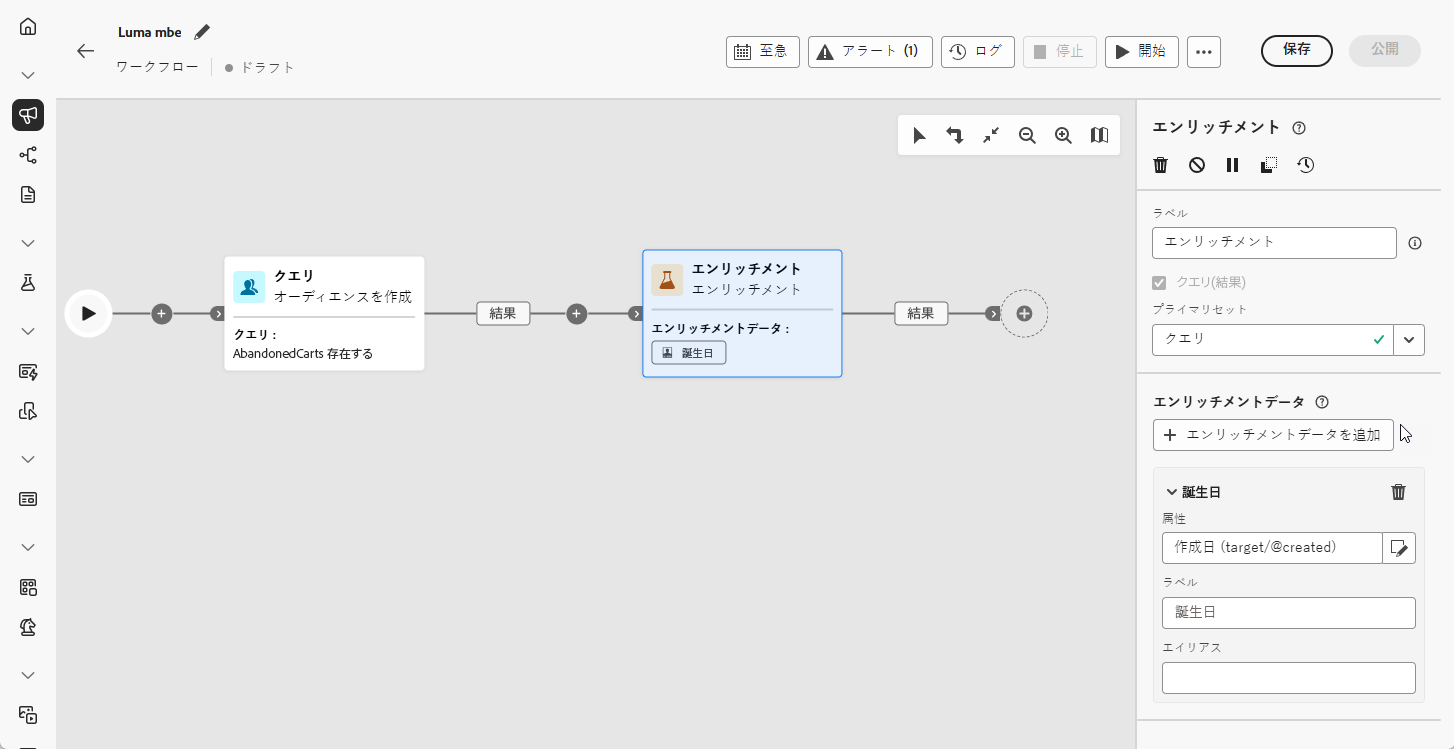 Luma mbe
ワークフロー
ドラフト
至急
アラート (1)
ログ
停止
開始
保存
公開
クエリ
オーディエンスを作成
クエリ :
AbandonedCarts 存在する
結果
エンリッチメント
エンリッチメント
エンリッチメントデータ :
誕生日
結果
エンリッチメント
ラベル
エンリッチメント
クエリ(結果)
プライマリセット
クエリ
エンリッチメントデータ
エンリッチメントデータを追加
誕生日
属性
作成日 (target/@created)
ラベル
誕生日
エイリアス